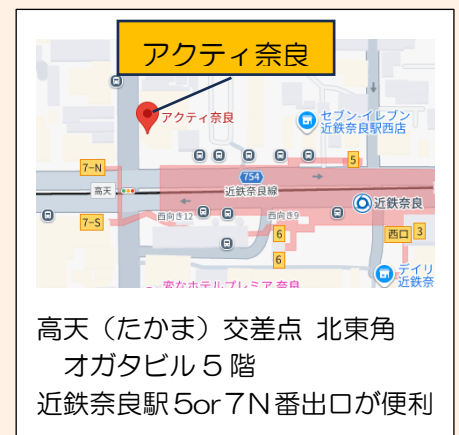 アクティ奈良
アクティ奈良
セブン-イレブン
近鉄奈良駅西店
5
7-N
754
高天
近鉄奈良線
近鉄奈良
7-S
西向き12
西向き9
6
西口 3
6
デイリ
近鉄奈
変なホテルプレミア 奈良
高天（たかま）交差点 北東角
オガタビル５階
近鉄奈良駅５or７N番出口が便利